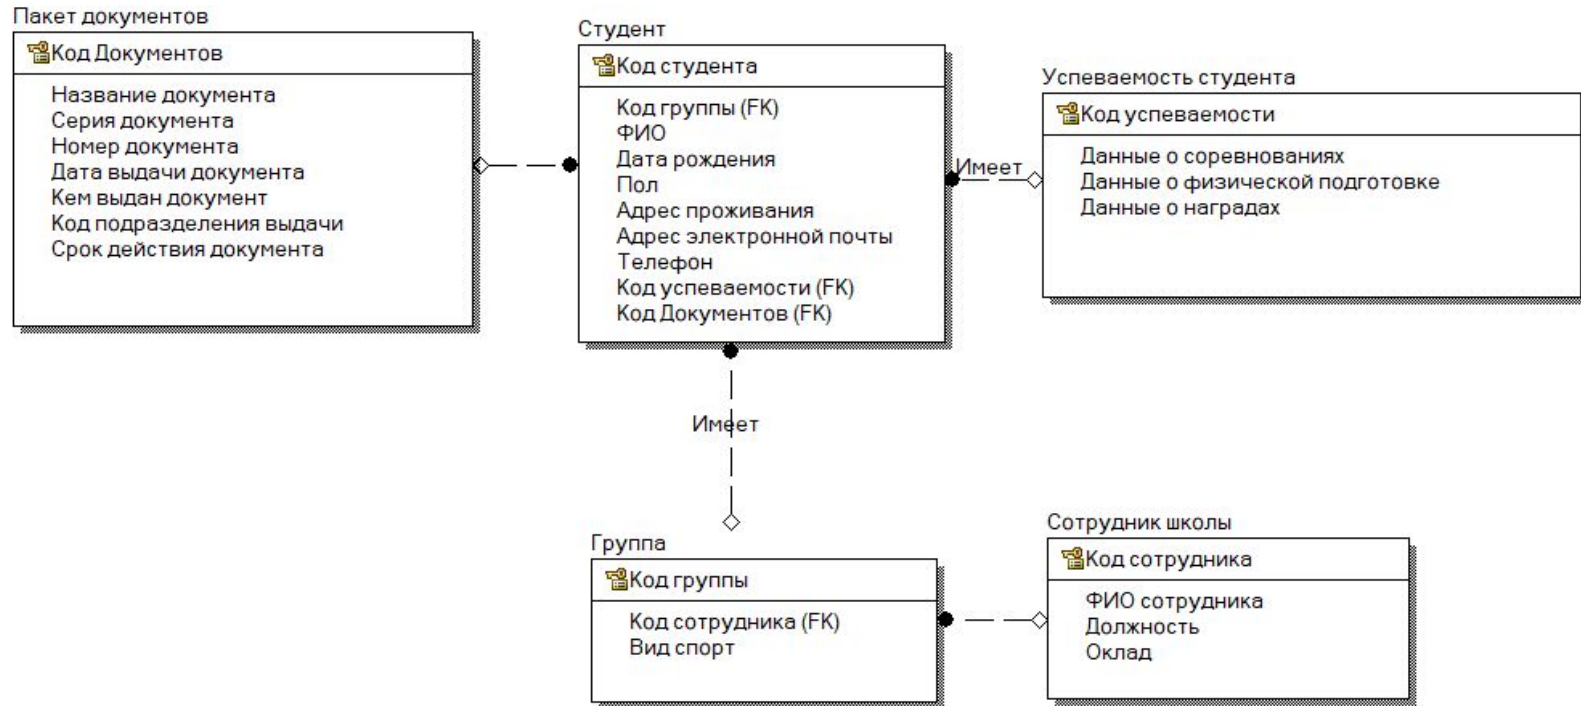 Пакет документов
Код Документов
Название документа
Серия документа
Номер документа
Дата выдачи документа
Кем выдан документ
Код подразделения выдачи
Срок действия документа
Студент
Код студента
Код группы (FK)
ФИО
Дата рождения
Пол
Адрес проживания
Адрес электронной почты
Телефон
Код успеваемости (FK)
Код Документов (FK)
Имеет
Успеваемость студента
Код успеваемости
Данные о соревнованиях
Данные о физической подготовке
Данные о наградах
Имеет
Группа
Код группы
Код сотрудника (FK)
Вид спорт
Сотрудник школы
Код сотрудника
ФИО сотрудника
Должность
Оклад